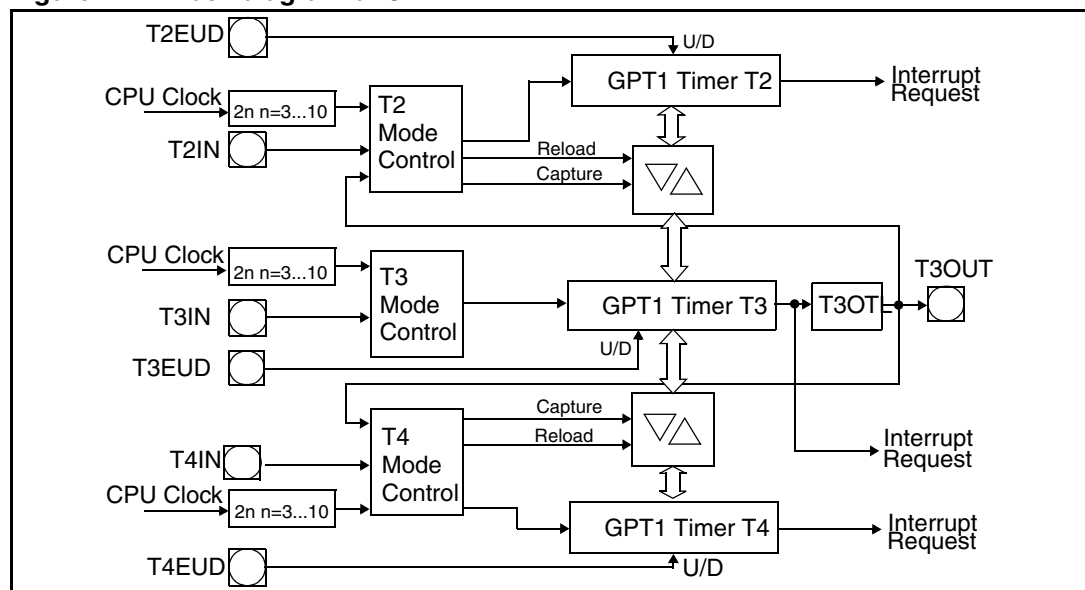 T2EUD
U/D
CPU Clock
2n n=3...10
T2
Mode
Control
GPT1 Timer T2
Interrupt
Request
T2IN
Reload
Capture
CPU Clock
2n n=3...10
T3
Mode
Control
T3IN
GPT1 Timer T3
T3OTL
T3OUT
T3EUD
U/D
Capture
Reload
T4
Mode
Control
T4IN
CPU Clock
2n n=3...10
Interrupt
Request
GPT1 Timer T4
Interrupt
Request
T4EUD
U/D